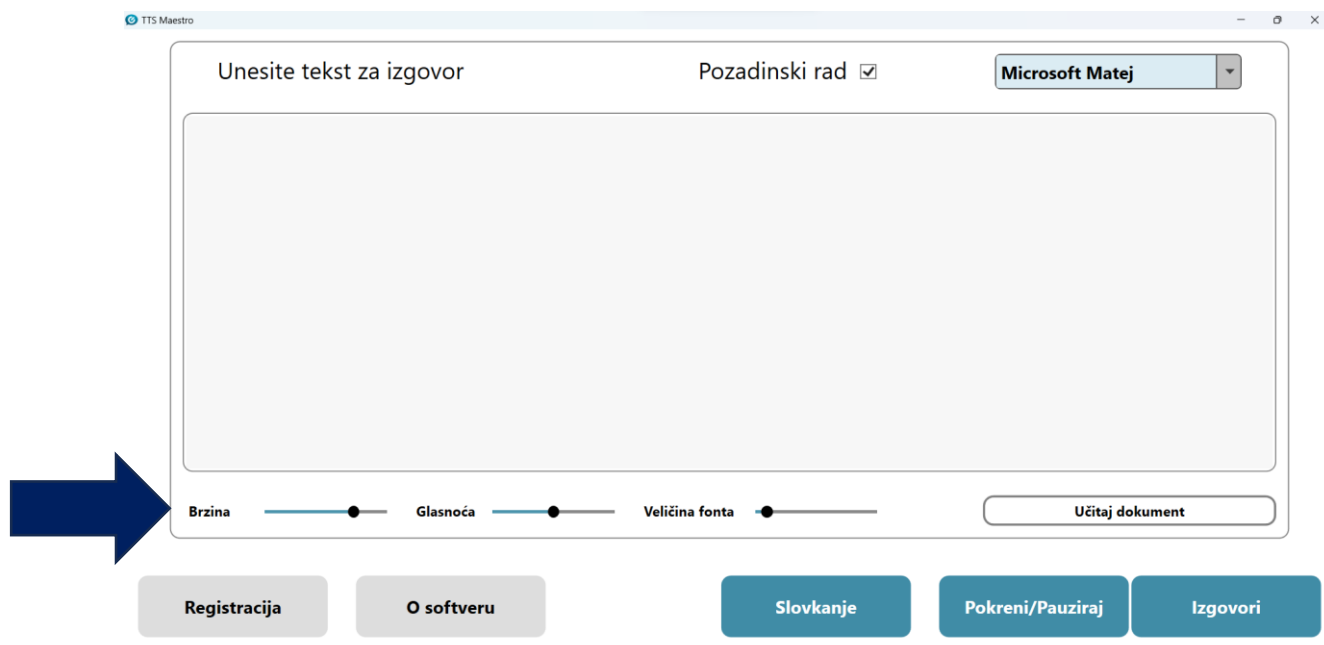 TTS Maestro
Unesite tekst za izgovor Pozadinski rad Microsoft Matej
Brzina Glasnoća Veličina fonta Učitaj dokument
Registracija O softveru Slovkanje Pokreni/Pauziraj Izgovori